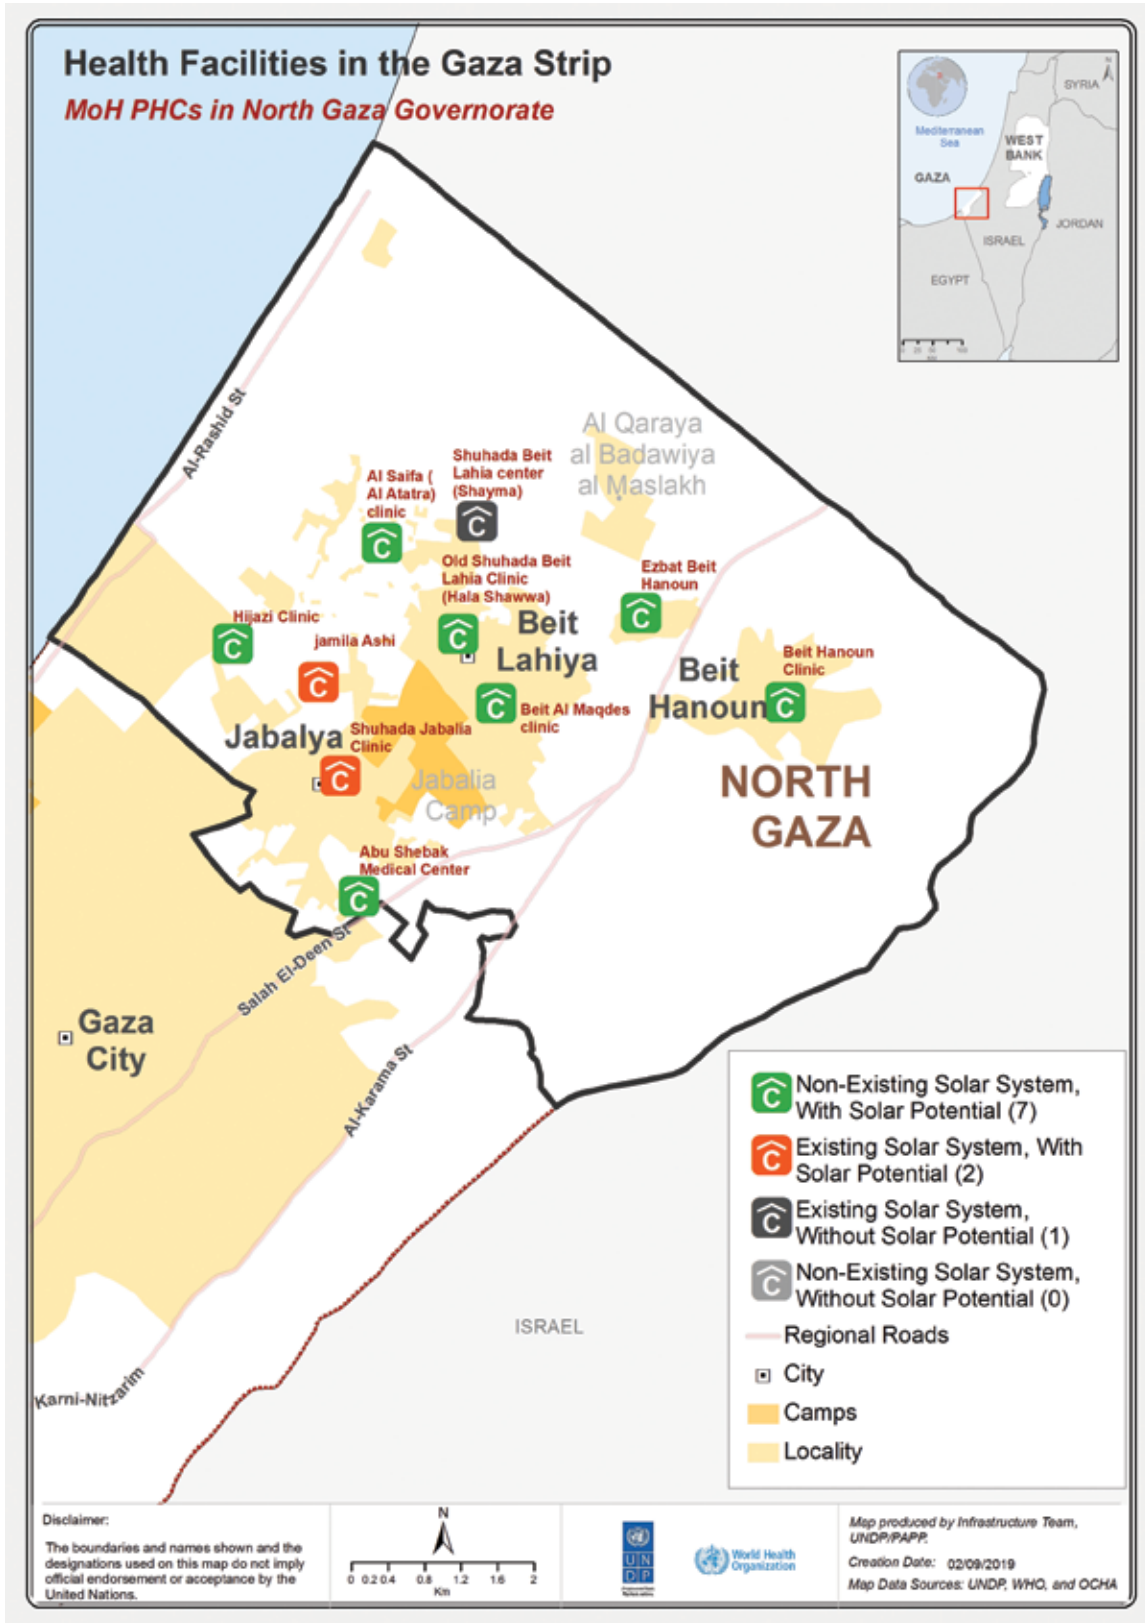 Health Facilities in the Gaza Strip
MoH PHCs in North Gaza Governorate
N
SYRIA
Mediterranean
Sea
WEST
BANK
GAZA
JORDAN
ISRAEL
EGYPT
0 25 50 100
Al-Rashid St
Al Qaraya
al Badawiya
al Maslakh
Shuhada Beit
Lahia center
(Shayma)
Al Saifa (
Al Atatra)
clinic
Old Shuhada Beit
Lahia Clinic
(Hala Shawwa)
Ezbat Beit
Hanoun
Hijazi Clinic
jamila Ashi
Beit
Lahiya
Beit Hanoun
Clinic
Beit
Hanoun
Beit Al Maqdes
clinic
Shuhada Jabalia
Clinic
Jabalya
Jabalia
Camp
NORTH
GAZA
Abu Shebak
Medical Center
Salah El-Deen St
Gaza
City
Al-Karama St
Karni-Nitzarim
ISRAEL
Non-Existing Solar System,
With Solar Potential (7)
Existing Solar System, With
Solar Potential (2)
Existing Solar System,
Without Solar Potential (1)
Non-Existing Solar System,
Without Solar Potential (0)
Regional Roads
City
Camps
Locality
Disclaimer:
The boundaries and names shown and the
designations used on this map do not imply
official endorsement or acceptance by the
United Nations.
N
0 0.2 0.4 0.8 1.2 1.6 2
Km
U N
D P
World Health
Organization
Map produced by Infrastructure Team,
UNDP/PAPP.
Creation Date: 02/09/2019
Map Data Sources: UNDP, WHO, and OCHA